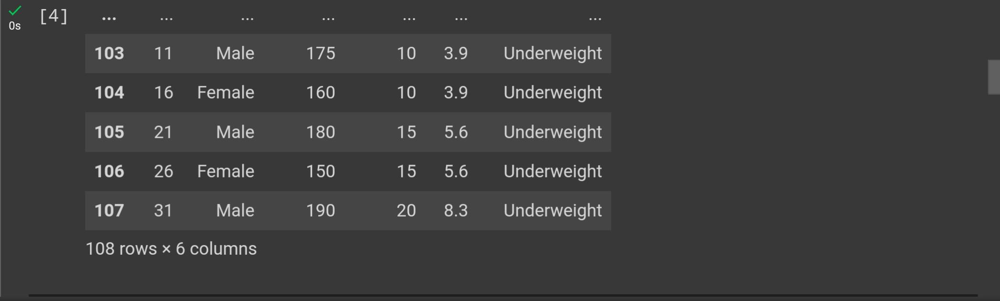 [4] ... ... ... ... ... ... ...
0s
103 11 Male 175 10 3.9 Underweight
104 16 Female 160 10 3.9 Underweight
105 21 Male 180 15 5.6 Underweight
106 26 Female 150 15 5.6 Underweight
107 31 Male 190 20 8.3 Underweight
108 rows × 6 columns